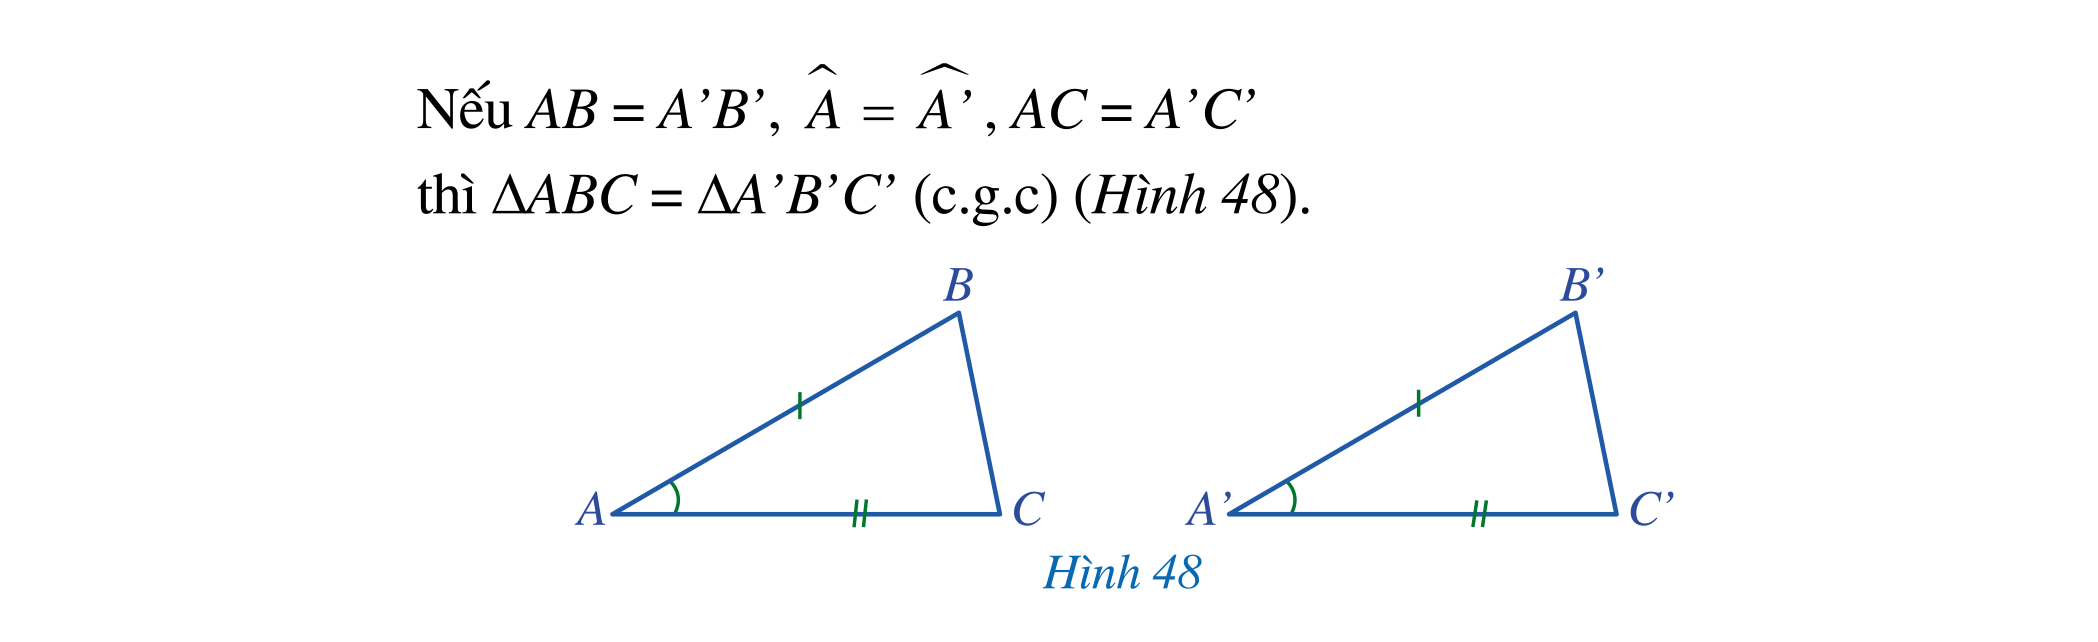 Nếu AB = A’B’, Â = Â’, AC = A’C’
thì ΔABC = ΔA’B’C’ (c.g.c) (Hình 48).
B
B’
A
C
A’
C’
Hình 48